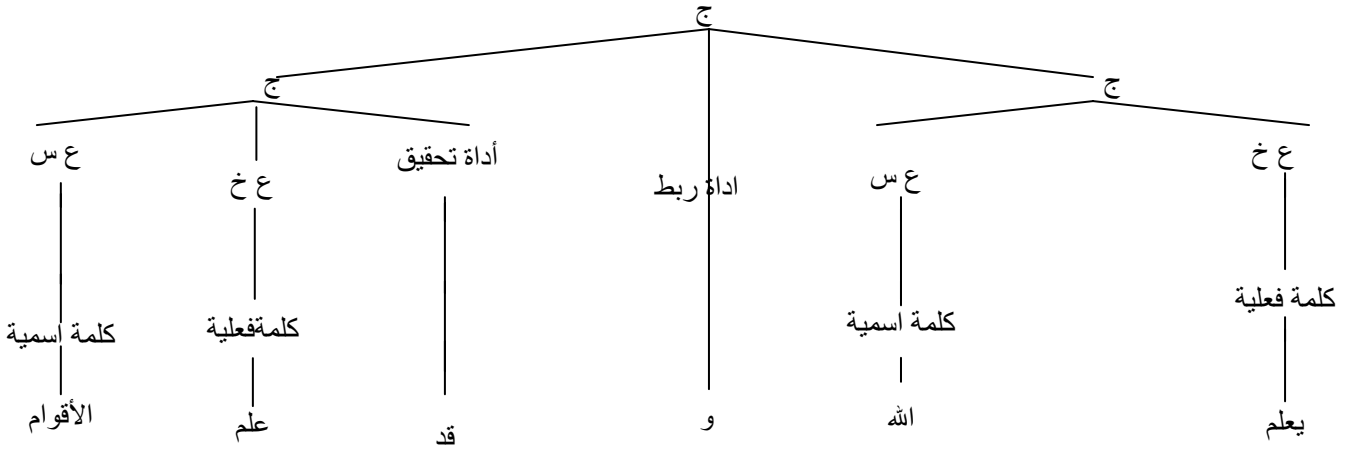 ج
ج
ج
ع خ
ع س
اداة ربط
أداة تحقيق
ع خ
ع س
كلمة فعلية
كلمة اسمية
كلمةفعلية
كلمة اسمية
يعلم
الله
و
قد
علم
الأقوام